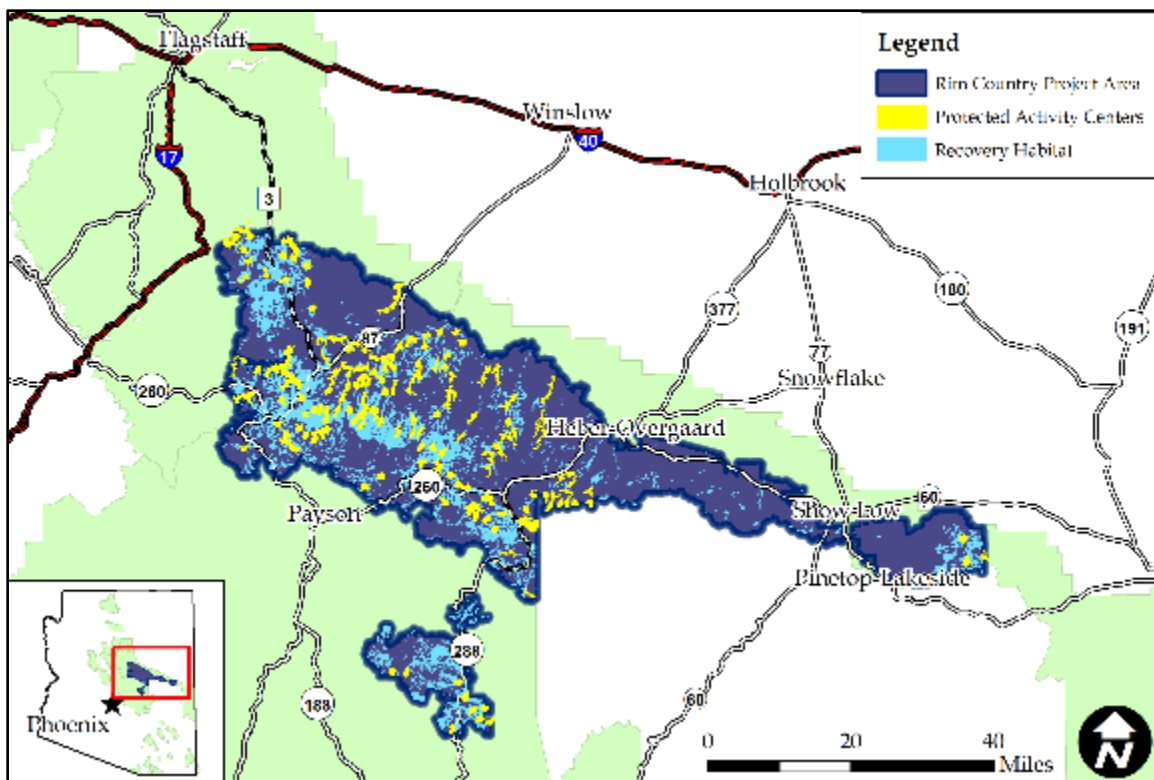 Flagstaff
Legend
Rim Country Project Area
Protected Activity Centers
Recovery Habitat
Winslow
40
17
Holbrook
3
180
377
191
87
77
Snowflake
260
Heber-Overgaard
260
Payson
60
Show-Low
Pinetop-Lakeside
288
188
60
Phoenix
0 20 40
Miles
N